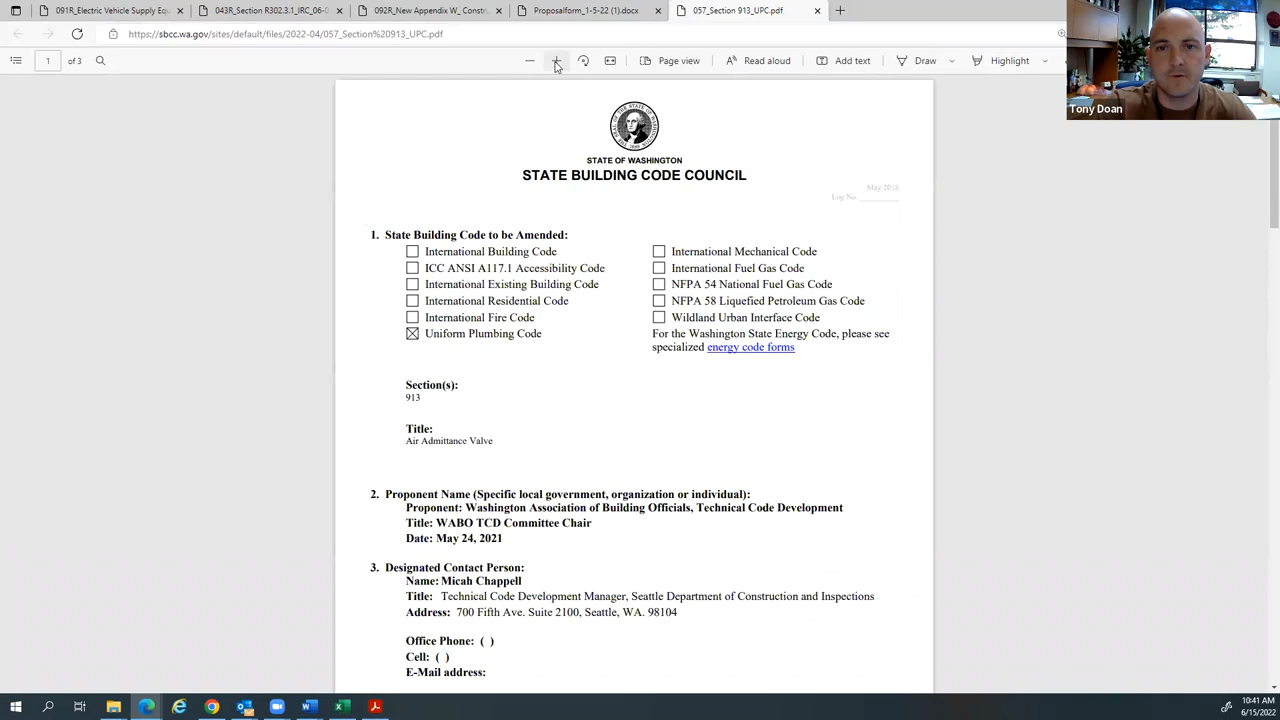 091R_Electric Vehicle Supply Equ
043R_Section R302.3.1_IRC_06-0
092R_New Appendix W_Constru
Proposalform_1-5-22 (1).docx
057_Section 913_UPC.pdf
https://sbcc.wa.gov/sites/default/files/2022-04/057_Section%20913_UPC.pdf
1 of 3
Page view
Read aloud
Add text
Draw
Highlight
Tony Doan
STATE OF WASHINGTON
STATE BUILDING CODE COUNCIL
May 2018
Log No. ________
1. State Building Code to be Amended:
International Building Code
International Mechanical Code
ICC ANSI A117.1 Accessibility Code
International Fuel Gas Code
International Existing Building Code
NFPA 54 National Fuel Gas Code
International Residential Code
NFPA 58 Liquefied Petroleum Gas Code
International Fire Code
Wildland Urban Interface Code
Uniform Plumbing Code
For the Washington State Energy Code, please see
specialized energy code forms
Section(s):
913
Title:
Air Admittance Valve
2. Proponent Name (Specific local government, organization or individual):
Proponent: Washington Association of Building Officials, Technical Code Development
Title: WABO TCD Committee Chair
Date: May 24, 2021
3. Designated Contact Person:
Name: Micah Chappell
Title: Technical Code Development Manager, Seattle Department of Construction and Inspections
Address: 700 Fifth Ave. Suite 2100, Seattle, WA. 98104
Office Phone: ( )
Cell: ( )
E-Mail address:
10:41 AM
6/15/2022